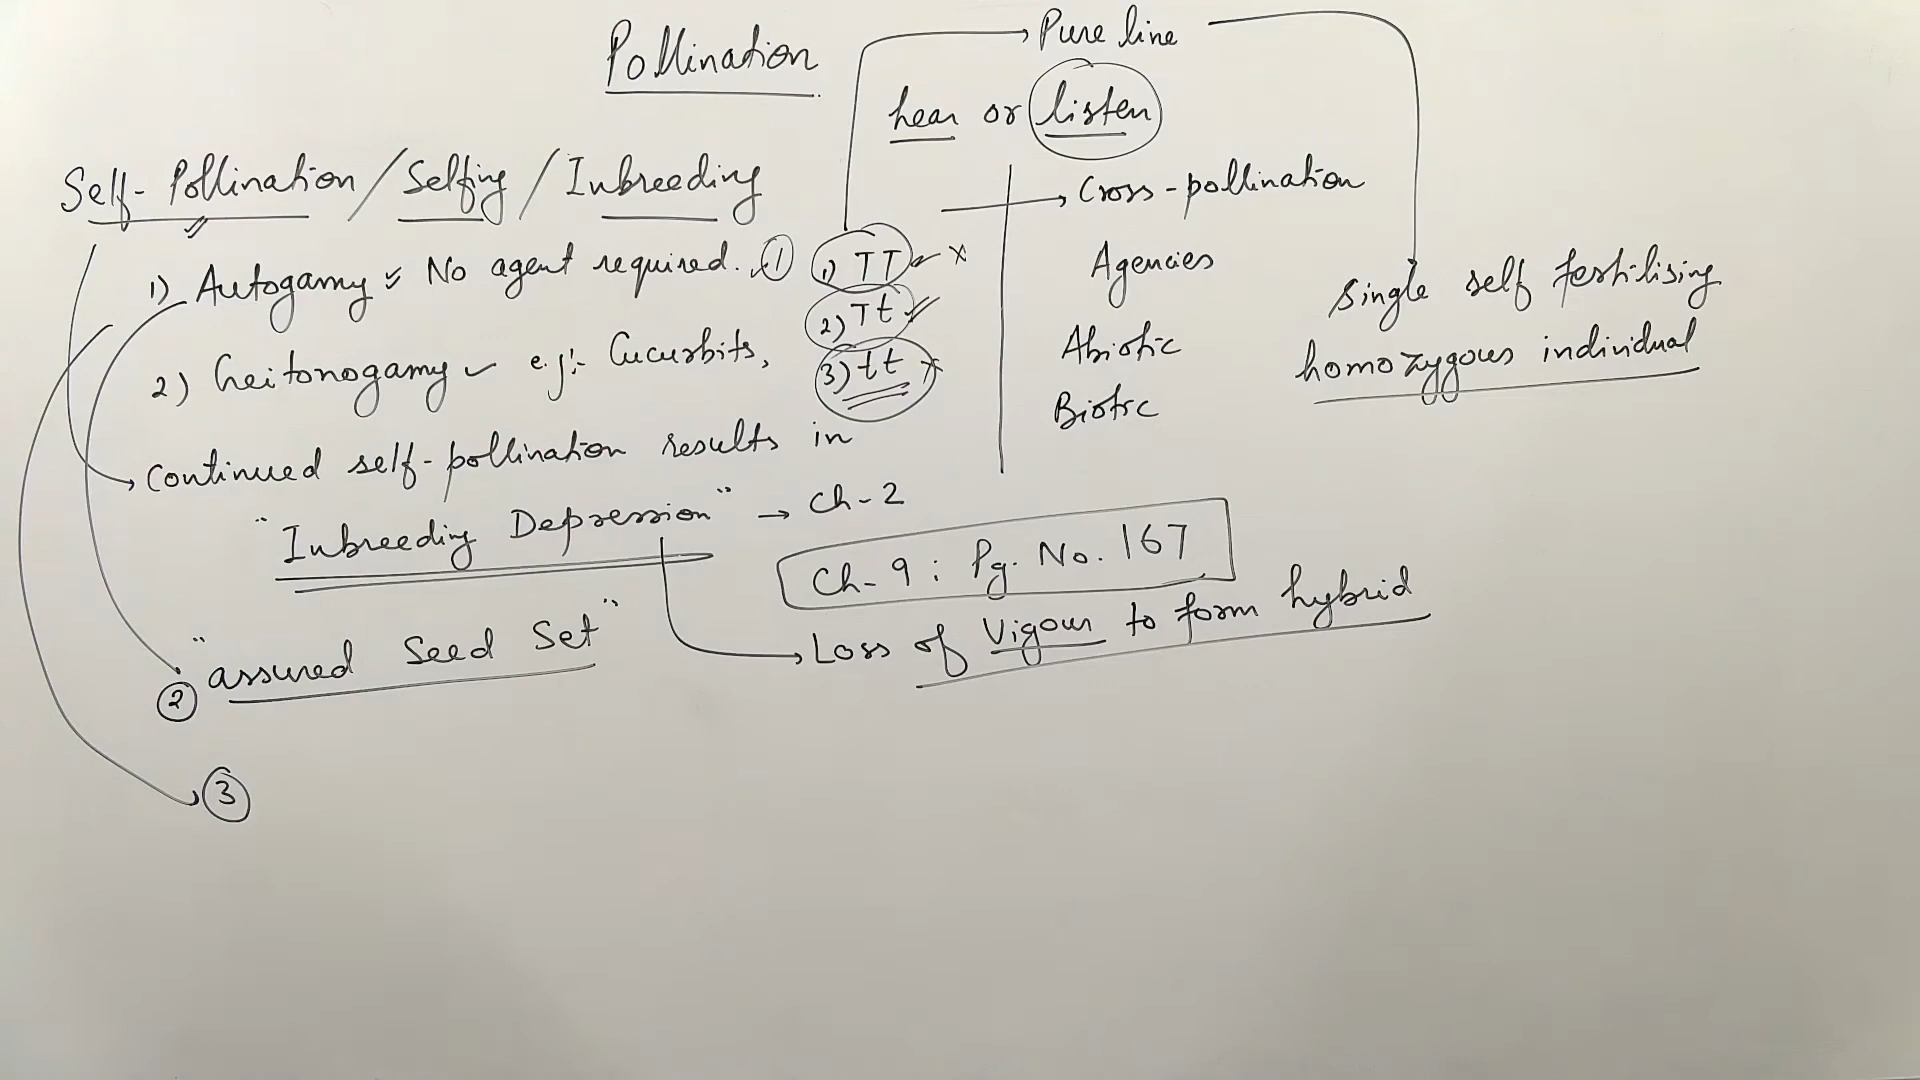 Pollination
Pure line
hear or listen
Self-Pollination / Selfing / Inbreeding
Cross-pollination
1) Autogamy No agent required. 1
1) TT x
2) Tt
3) tt x
2) Geitonogamy e.g:- Cucurbits,
Agencies
Abiotic
Biotic
Single self fertilising
homozygous individual
Continued self-pollination results in
"Inbreeding Depression" → Ch-2
Ch-9: Pg. No. 167
Loss of Vigour to form hybrid
"assured Seed Set"
2
3